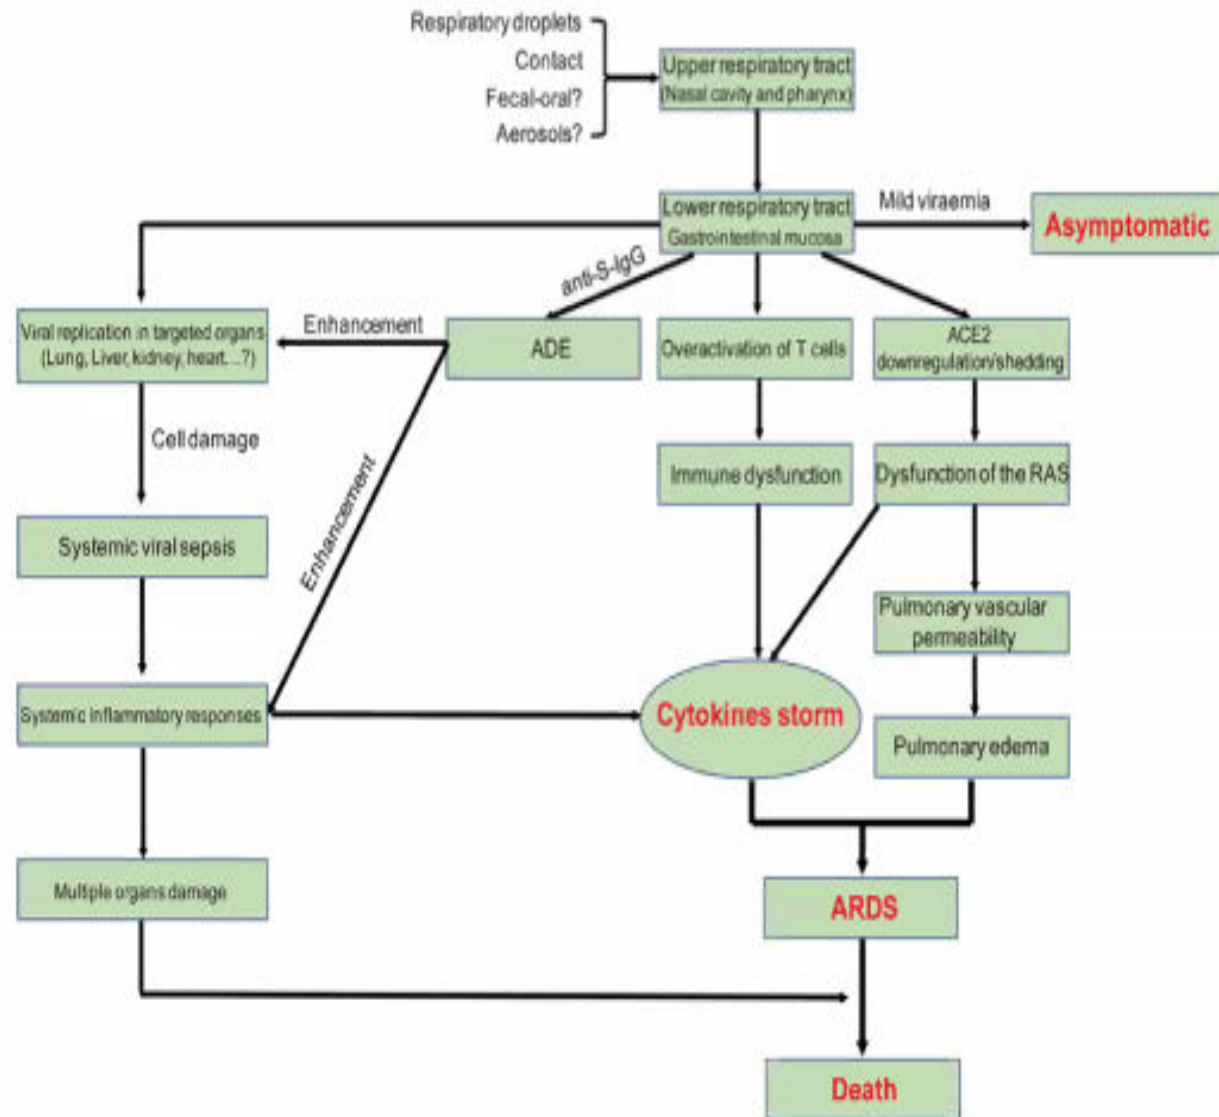 Respiratory droplets
Contact
Fecal-oral?
Aerosols?
Upper respiratory tract
(Nasal cavity and pharynx)
Lower respiratory tract
Gastrointestinal mucosa
Mild viraemia
Asymptomatic
anti-S-IgG
Viral replication in targeted organs
(Lung, Liver, kidney, heart...?)
Enhancement
ADE
Overactivation of T cells
ACE2
downregulation/shedding
Cell damage
Enhancement
Immune dysfunction
Dysfunction of the RAS
Systemic viral sepsis
Pulmonary vascular
permeability
Systemic inflammatory responses
Cytokines storm
Pulmonary edema
Multiple organs damage
ARDS
Death